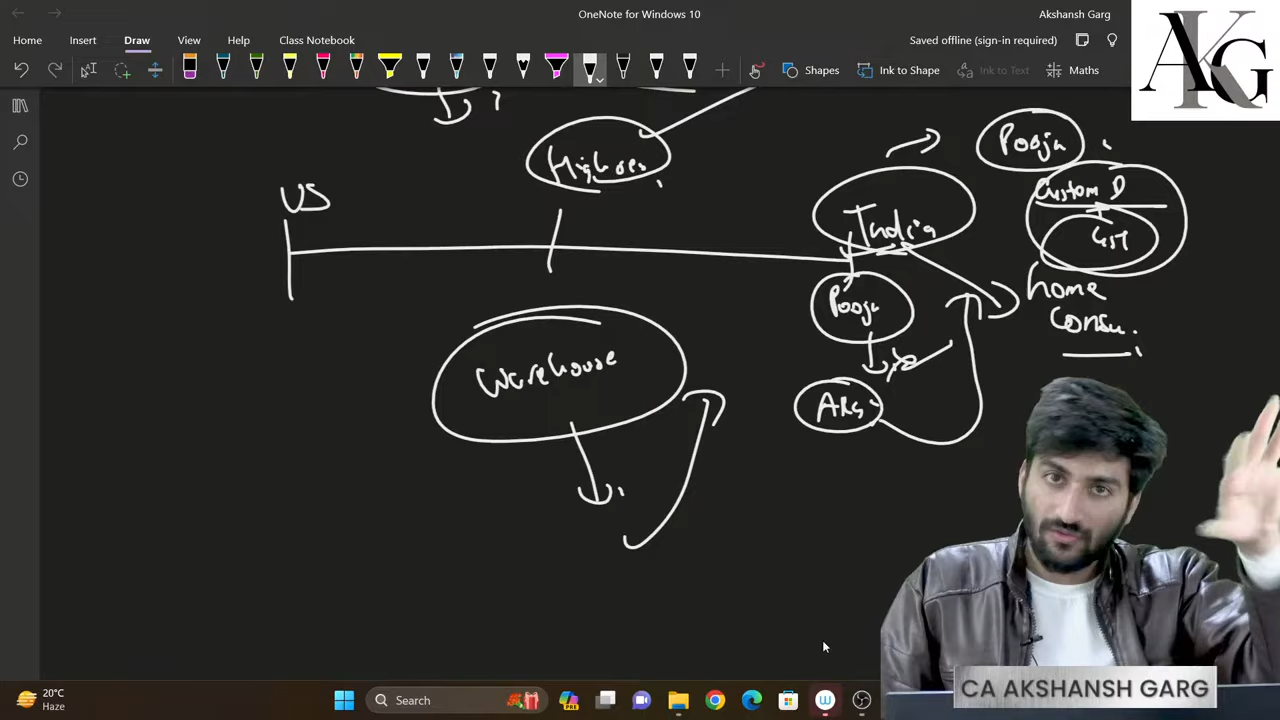 OneNote for Windows 10
Akshansh Garg
Home Insert Draw View Help Class Notebook
Saved offline (sign-in required)
Shapes Ink to Shape Ink to Text Maths
AKG
High seas
Pooja
US
Custom D
+
GST
India
home
consu.
Pooja
Warehouse
AKG
CA AKSHANSH GARG
20°C
Haze
Search